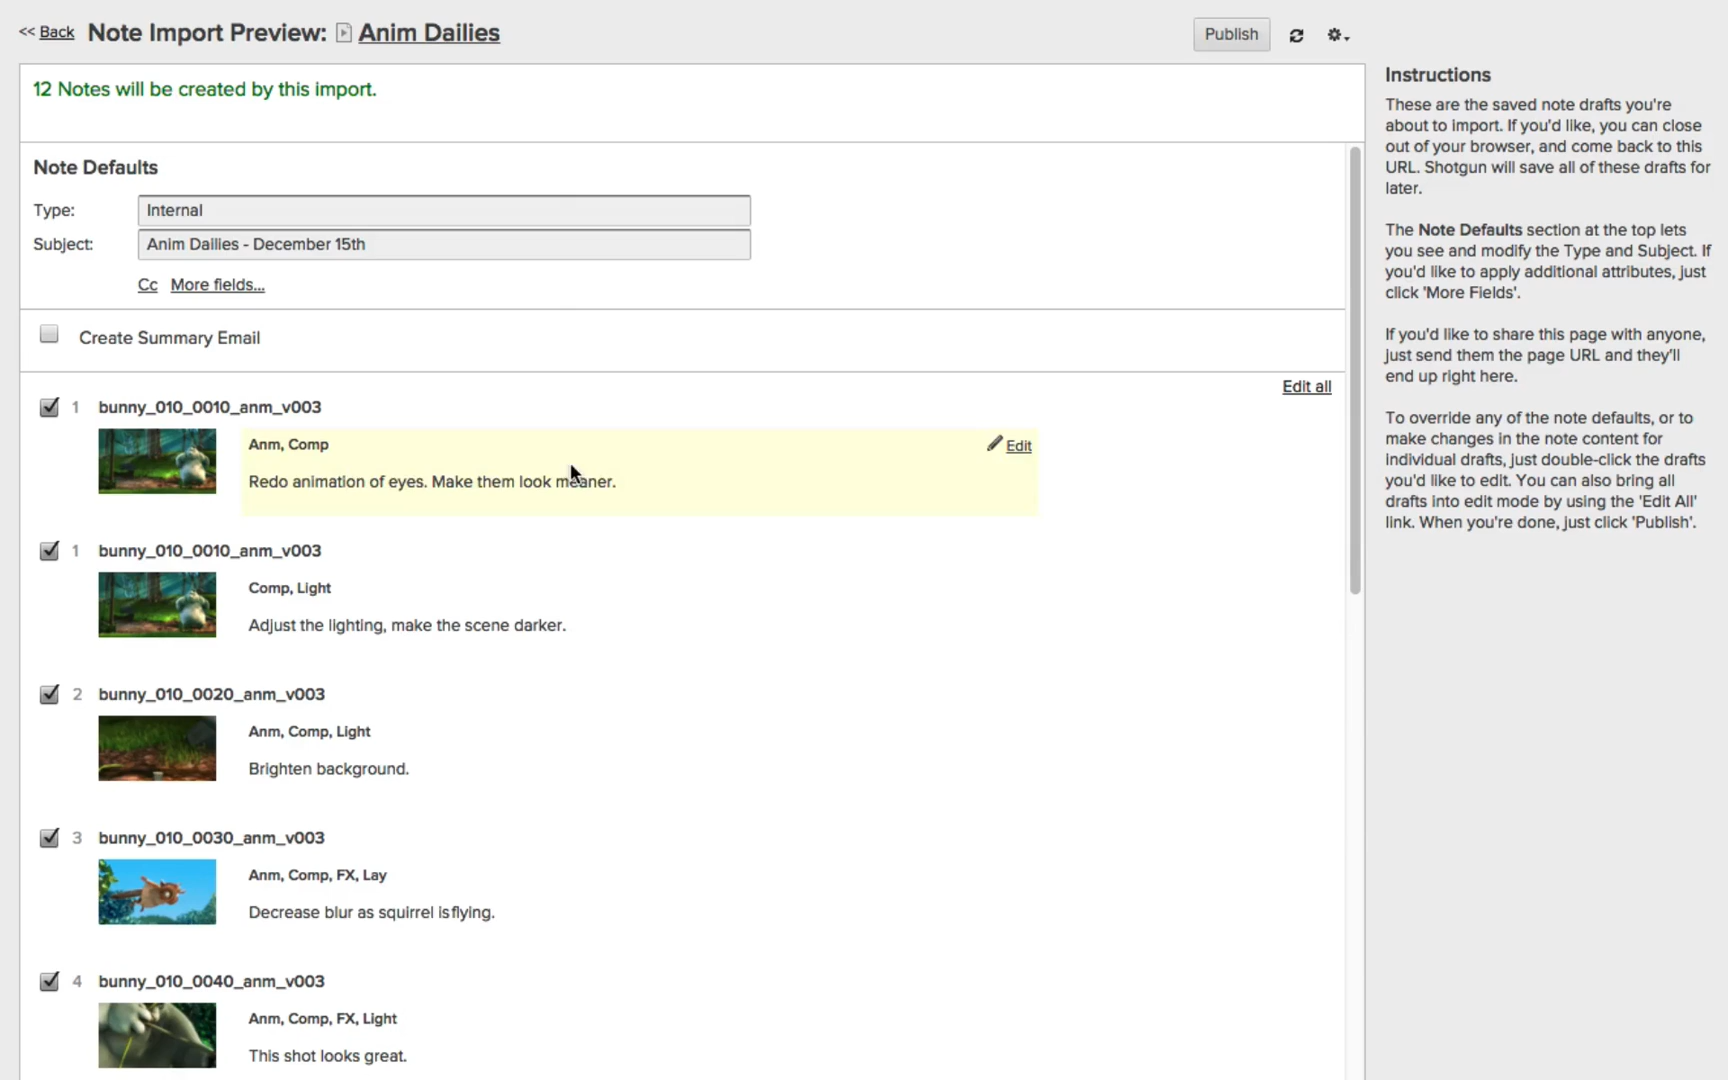 << Back Note Import Preview: Anim Dailies
Publish
12 Notes will be created by this import.
Note Defaults
Type: Internal
Subject: Anim Dailies - December 15th
Cc More fields...
Create Summary Email
Edit all
1 bunny_010_0010_anm_v003
Anm, Comp
Edit
Redo animation of eyes. Make them look meaner.
1 bunny_010_0010_anm_v003
Comp, Light
Adjust the lighting, make the scene darker.
2 bunny_010_0020_anm_v003
Anm, Comp, Light
Brighten background.
3 bunny_010_0030_anm_v003
Anm, Comp, FX, Lay
Decrease blur as squirrel is flying.
4 bunny_010_0040_anm_v003
Anm, Comp, FX, Light
This shot looks great.
Instructions
These are the saved note drafts you're
about to import. If you'd like, you can close
out of your browser, and come back to this
URL. Shotgun will save all of these drafts for
later.
The Note Defaults section at the top lets
you see and modify the Type and Subject. If
you'd like to apply additional attributes, just
click 'More Fields'.
If you'd like to share this page with anyone,
just send them the page URL and they'll
end up right here.
To override any of the note defaults, or to
make changes in the note content for
individual drafts, just double-click the drafts
you'd like to edit. You can also bring all
drafts into edit mode by using the 'Edit All'
link. When you're done, just click 'Publish'.